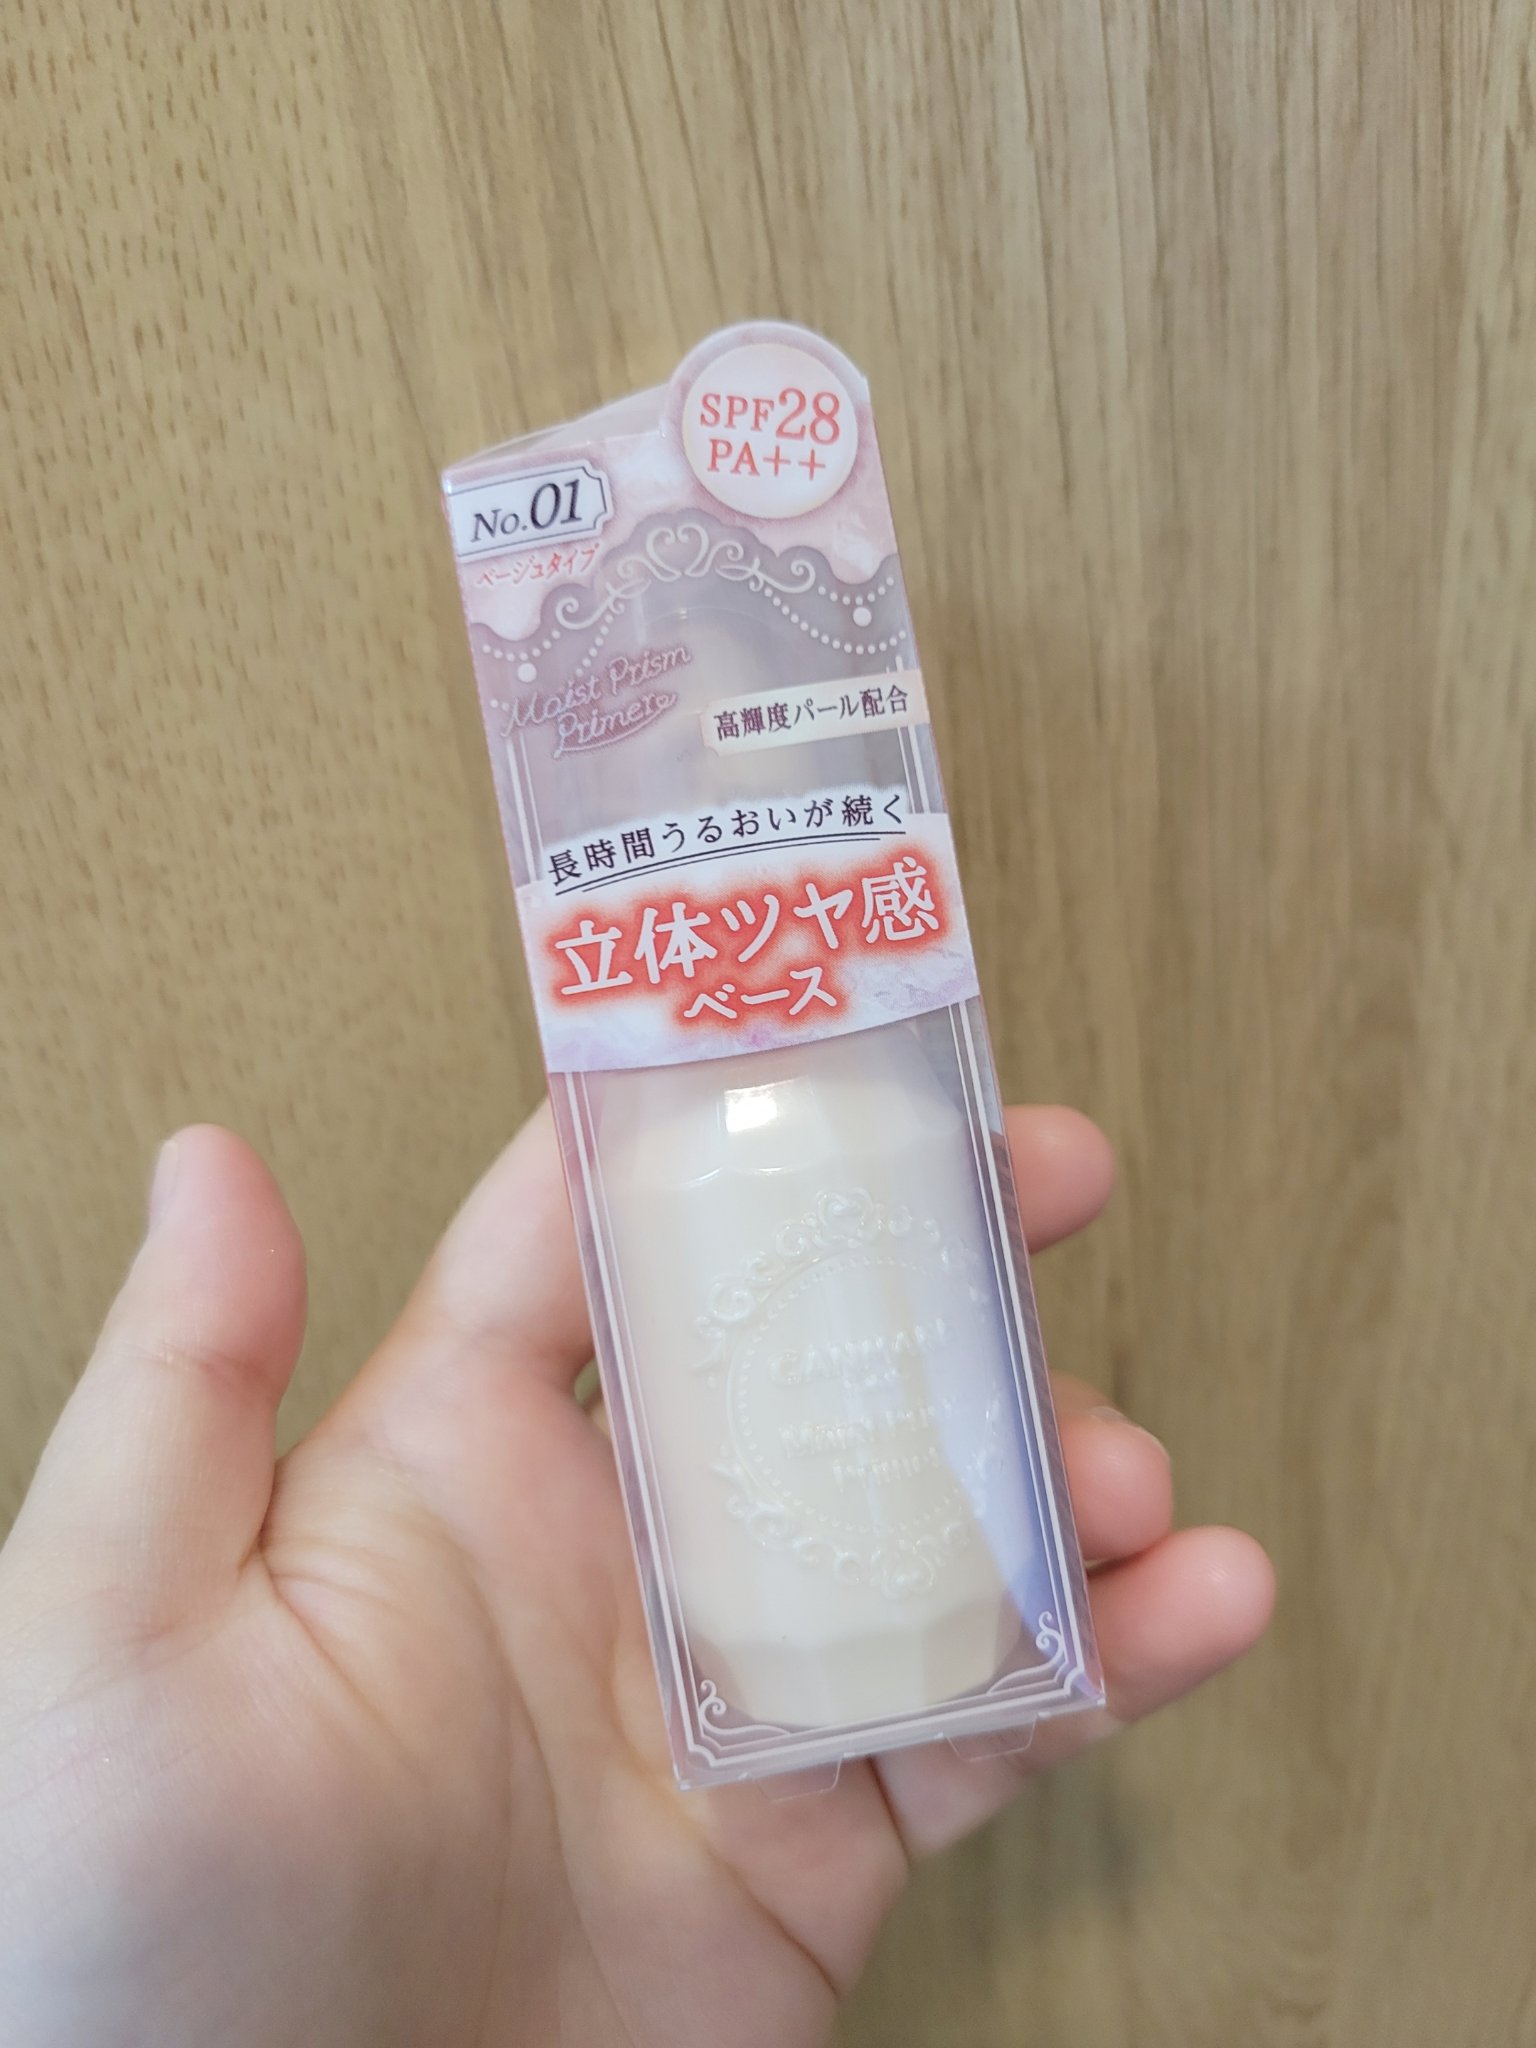 SPF28
PA++
No.01
ベージュタイプ
Moist Prism
Primer
高輝度パール配合
長時間うるおいが続く
立体ツヤ感
ベース
CANMAKE
Primer